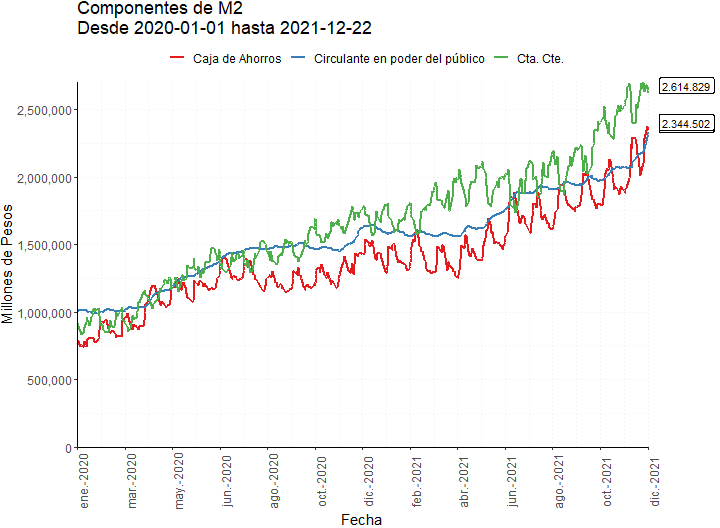 Componentes de M2
Desde 2020-01-01 hasta 2021-12-22
Caja de Ahorros Circulante en poder del público Cta. Cte.
Millones de Pesos
2,500,000
2,000,000
1,500,000
1,000,000
500,000
0
2.614.829
2.344.502
ene.-2020
mar.-2020
may.-2020
jun.-2020
ago.-2020
oct.-2020
dic.-2020
feb.-2021
abr.-2021
jun.-2021
ago.-2021
oct.-2021
dic.-2021
Fecha